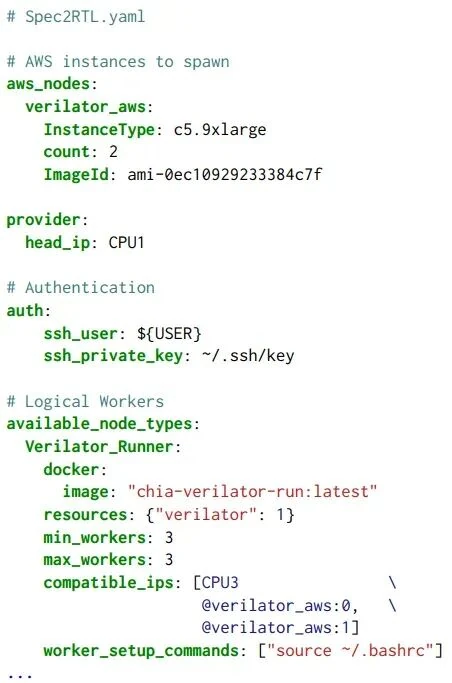 # Spec2RTL.yaml

# AWS instances to spawn
aws_nodes:
  verilator_aws:
    InstanceType: c5.9xlarge
    count: 2
    ImageId: ami-0ec10929233384c7f

provider:
  head_ip: CPU1

# Authentication
auth:
    ssh_user: ${USER}
    ssh_private_key: ~/.ssh/key

# Logical Workers
available_node_types:
  Verilator_Runner:
    docker:
      image: "chia-verilator-run:latest"
    resources: {"verilator": 1}
    min_workers: 3
    max_workers: 3
    compatible_ips: [CPU3                \
                     @verilator_aws:0,   \
                     @verilator_aws:1]
    worker_setup_commands: ["source ~/.bashrc"]
...